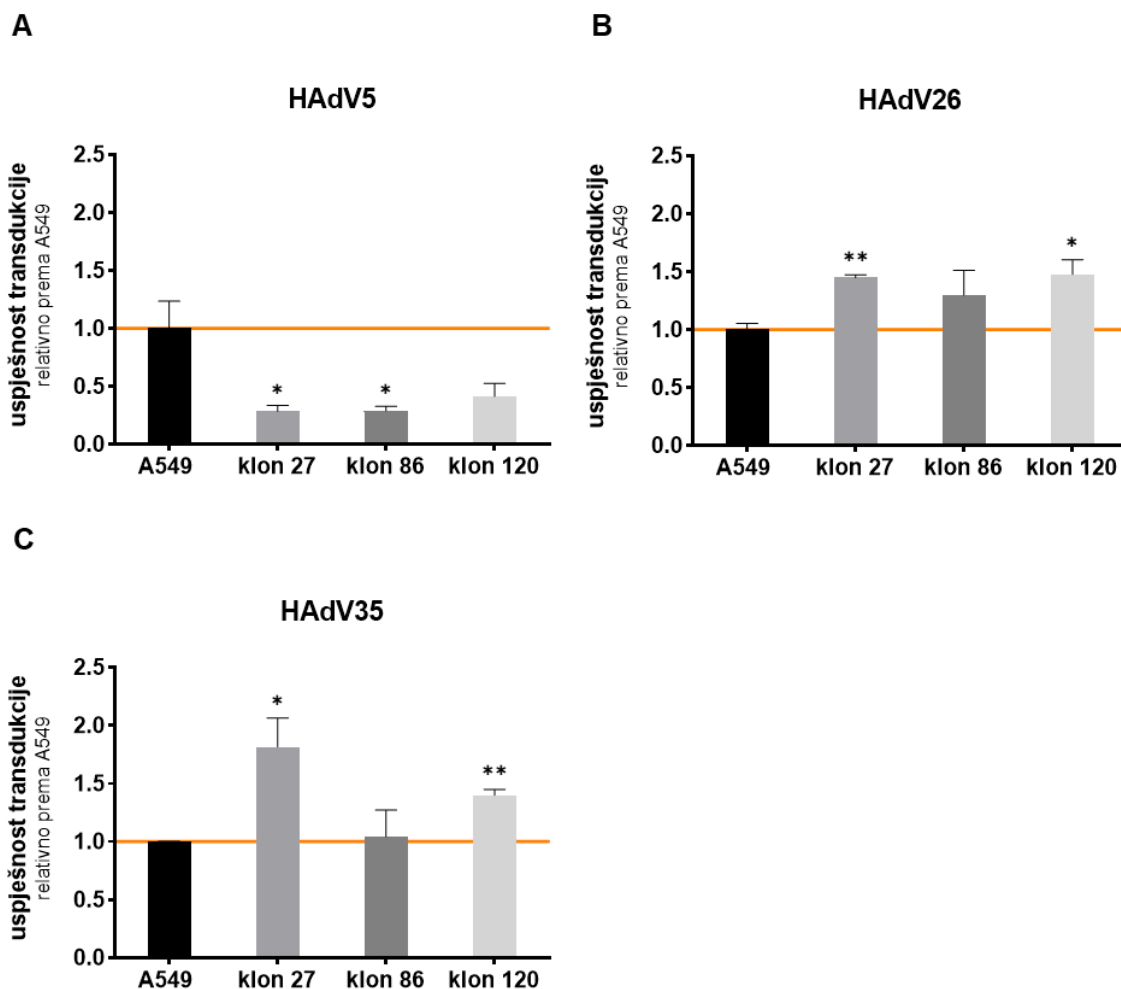 A
HAdV5
uspješnost transdukcije
relativno prema A549
2.5
2.0
1.5
1.0
0.5
0.0
*
*
A549 klon 27 klon 86 klon 120
B
HAdV26
uspješnost transdukcije
relativno prema A549
2.5
2.0
1.5
1.0
0.5
0.0
**
*
A549 klon 27 klon 86 klon 120
C
HAdV35
uspješnost transdukcije
relativno prema A549
2.5
2.0
1.5
1.0
0.5
0.0
*
**
A549 klon 27 klon 86 klon 120